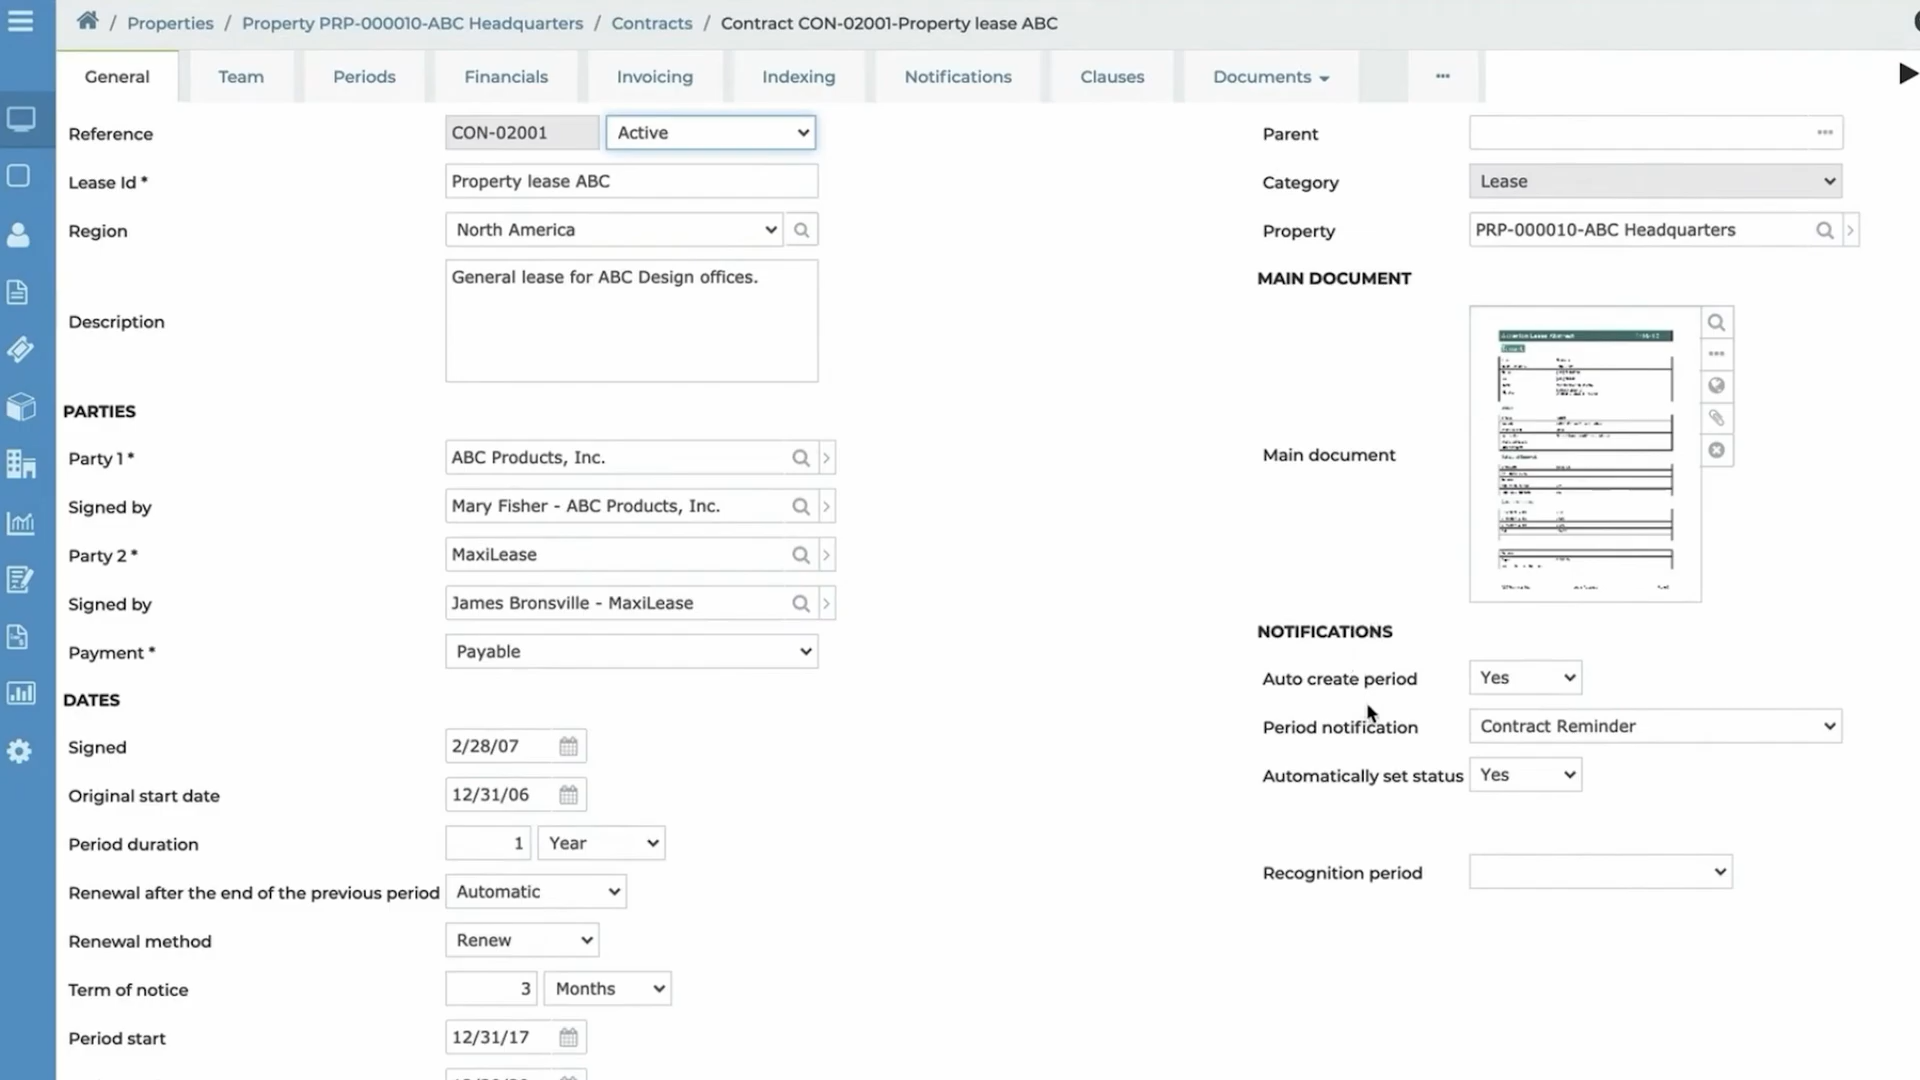 / Properties / Property PRP-000010-ABC Headquarters / Contracts / Contract CON-02001-Property lease ABC
General Team Periods Financials Invoicing Indexing Notifications Clauses Documents ...
Reference CON-02001 Active
Lease Id * Property lease ABC
Region North America
Description General lease for ABC Design offices.
PARTIES
Party 1 * ABC Products, Inc.
Signed by Mary Fisher - ABC Products, Inc.
Party 2 * MaxiLease
Signed by James Bronsville - MaxiLease
Payment * Payable
DATES
Signed 2/28/07
Original start date 12/31/06
Period duration 1 Year
Renewal after the end of the previous period Automatic
Renewal method Renew
Term of notice 3 Months
Period start 12/31/17
Parent ...
Category Lease
Property PRP-000010-ABC Headquarters
MAIN DOCUMENT
Main document
NOTIFICATIONS
Auto create period Yes
Period notification Contract Reminder
Automatically set status Yes
Recognition period